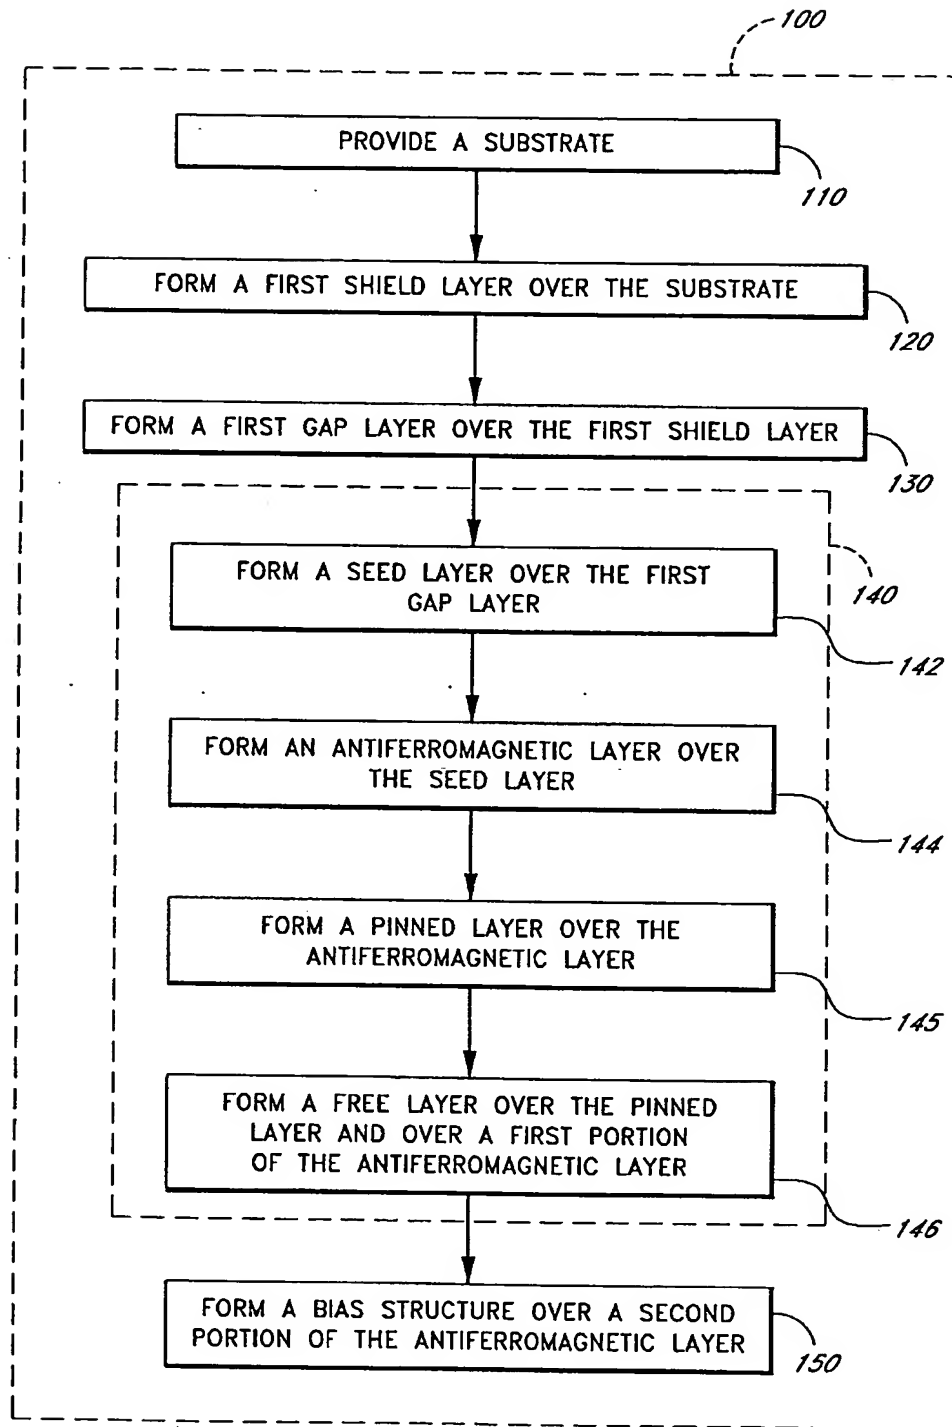 100
PROVIDE A SUBSTRATE
110
FORM A FIRST SHIELD LAYER OVER THE SUBSTRATE
120
FORM A FIRST GAP LAYER OVER THE FIRST SHIELD LAYER
130
140
FORM A SEED LAYER OVER THE FIRST
GAP LAYER
142
FORM AN ANTIFERROMAGNETIC LAYER OVER
THE SEED LAYER
144
FORM A PINNED LAYER OVER THE
ANTIFERROMAGNETIC LAYER
145
FORM A FREE LAYER OVER THE PINNED
LAYER AND OVER A FIRST PORTION
OF THE ANTIFERROMAGNETIC LAYER
146
FORM A BIAS STRUCTURE OVER A SECOND
PORTION OF THE ANTIFERROMAGNETIC LAYER
150